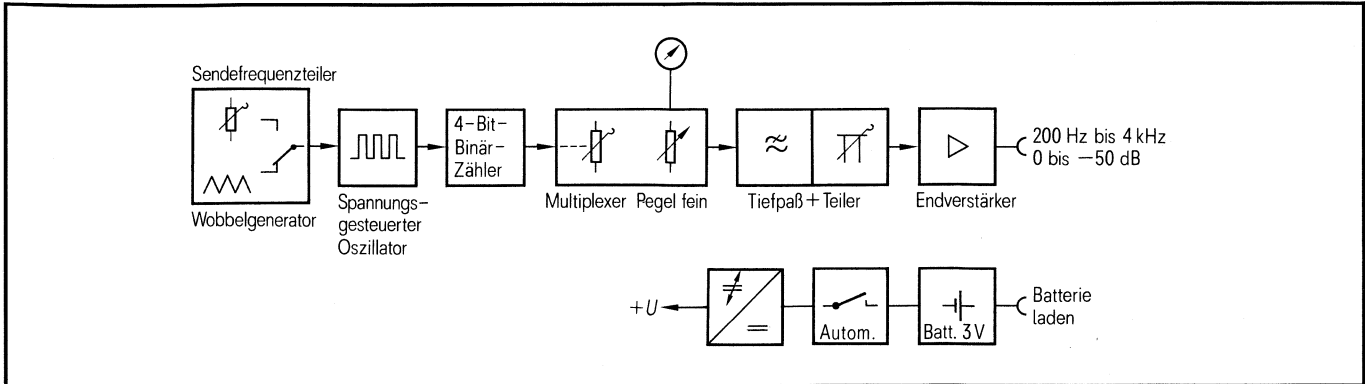 Sendefrequenzteiler
Wobbelgenerator
Spannungs-
gesteuerter
Oszillator
4-Bit-
Binär-
Zähler
Multiplexer
Pegel fein
Tiefpaß + Teiler
Endverstärker
200 Hz bis 4 kHz
0 bis −50 dB
+U
Autom.
Batt. 3V
Batterie
laden